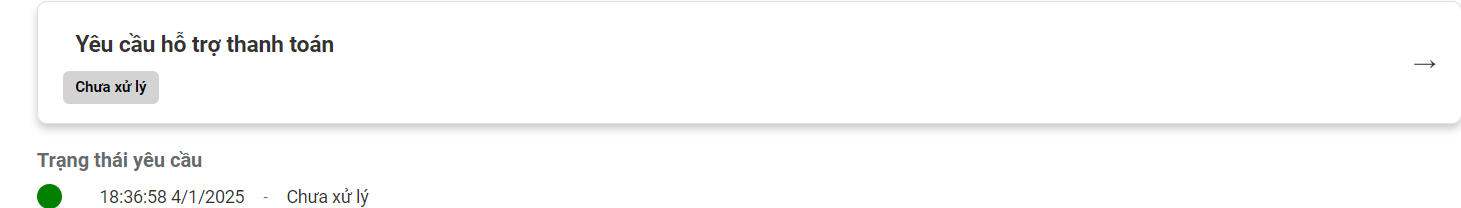 Yêu cầu hỗ trợ thanh toán
→
Chưa xử lý
Trạng thái yêu cầu
18:36:58 4/1/2025 - Chưa xử lý